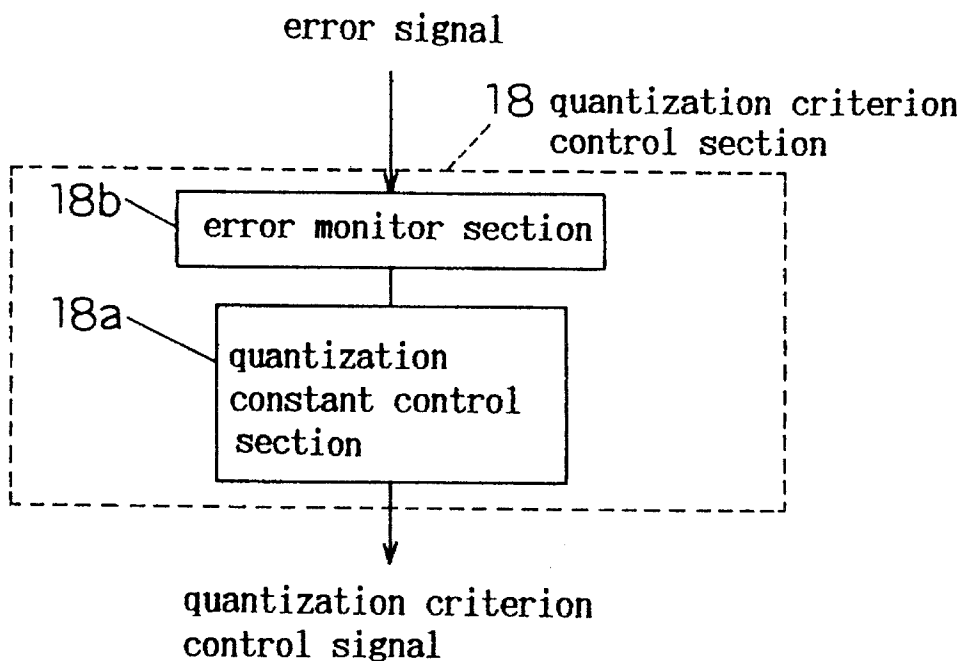 error signal
18 quantization criterion
control section
18b
error monitor section
18a
quantization
constant control
section
quantization criterion
control signal